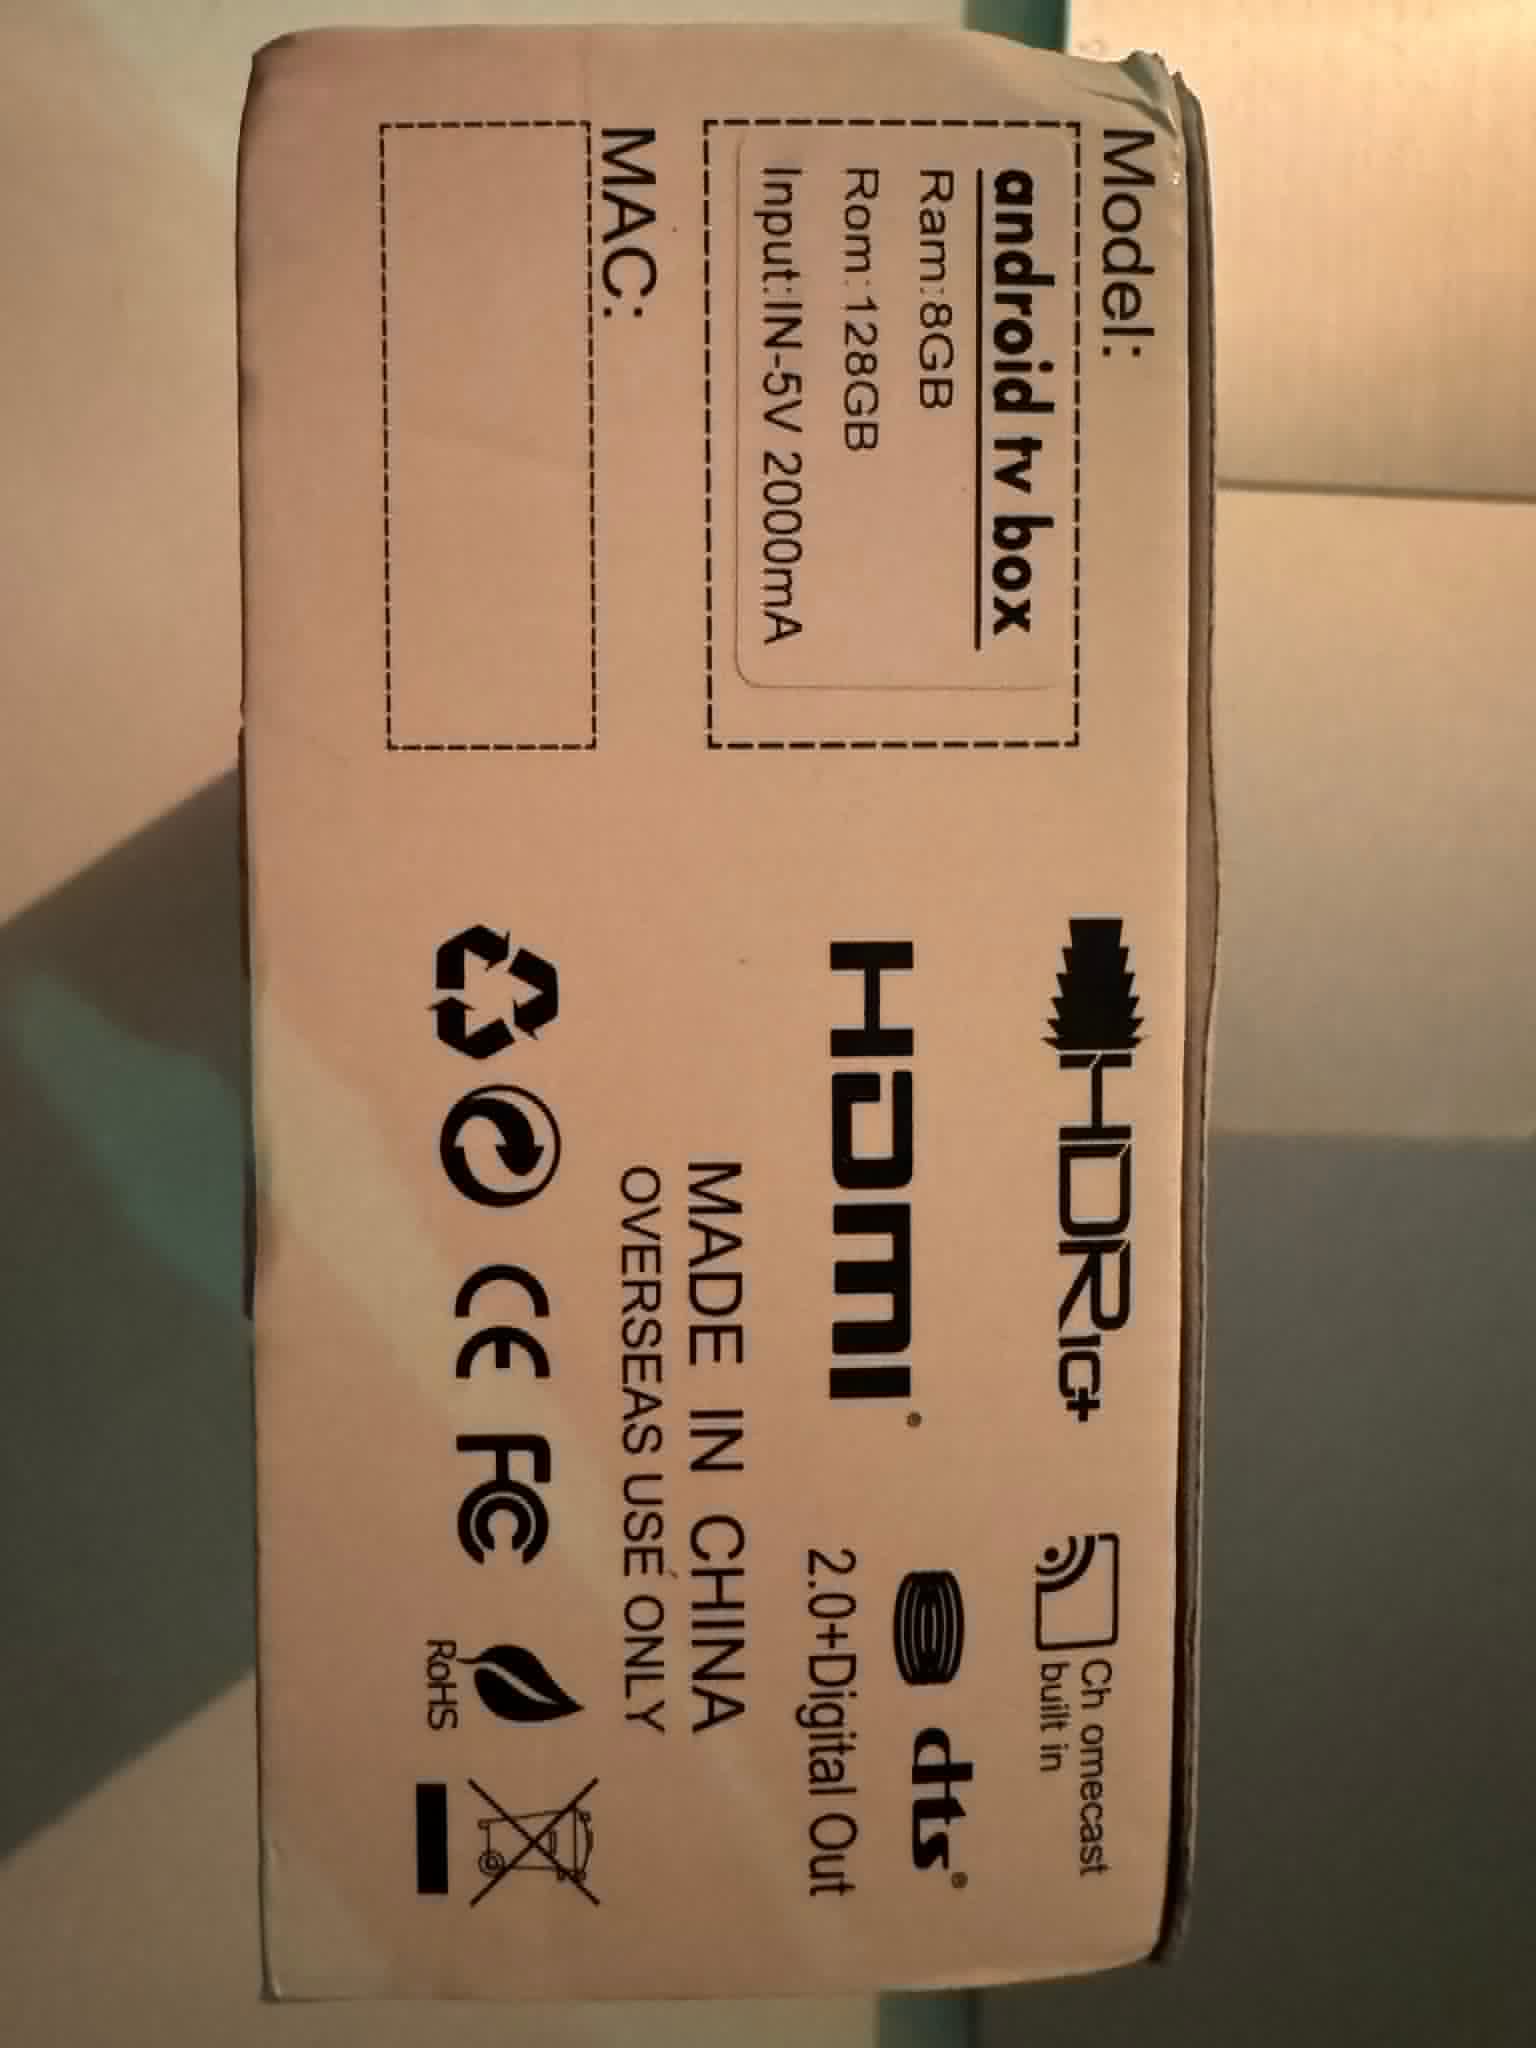 Model:
android tv box
Ram:8GB
Rom:128GB
Input:IN-5V 2000mA
MAC:
HDR10+
Ch omecast
built in
HDMI®
dts®
2.0+Digital Out
MADE IN CHINA
OVERSEAS USE ONLY
CE FC
RoHS